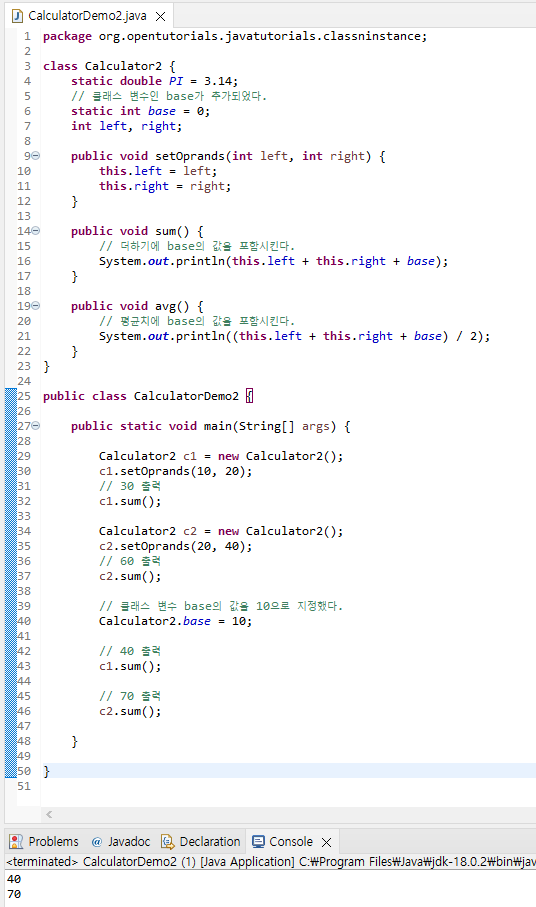 CalculatorDemo2.java
1 package org.opentutorials.javatutorials.classninstance;
2
3 class Calculator2 {
4     static double PI = 3.14;
5     // 클래스 변수인 base가 추가되었다.
6     static int base = 0;
7     int left, right;
8
9     public void setOprands(int left, int right) {
10         this.left = left;
11         this.right = right;
12     }
13
14     public void sum() {
15         // 더하기에 base의 값을 포함시킨다.
16         System.out.println(this.left + this.right + base);
17     }
18
19     public void avg() {
20         // 평균치에 base의 값을 포함시킨다.
21         System.out.println((this.left + this.right + base) / 2);
22     }
23 }
24
25 public class CalculatorDemo2 {
26
27     public static void main(String[] args) {
28
29         Calculator2 c1 = new Calculator2();
30         c1.setOprands(10, 20);
31         // 30 출력
32         c1.sum();
33
34         Calculator2 c2 = new Calculator2();
35         c2.setOprands(20, 40);
36         // 60 출력
37         c2.sum();
38
39         // 클래스 변수 base의 값을 10으로 지정했다.
40         Calculator2.base = 10;
41
42         // 40 출력
43         c1.sum();
44
45         // 70 출력
46         c2.sum();
47
48     }
49
50 }
51
Problems @ Javadoc Declaration Console
<terminated> CalculatorDemo2 (1) [Java Application] C:₩Program Files₩Java₩jdk-18.0.2₩bin₩jav
40
70